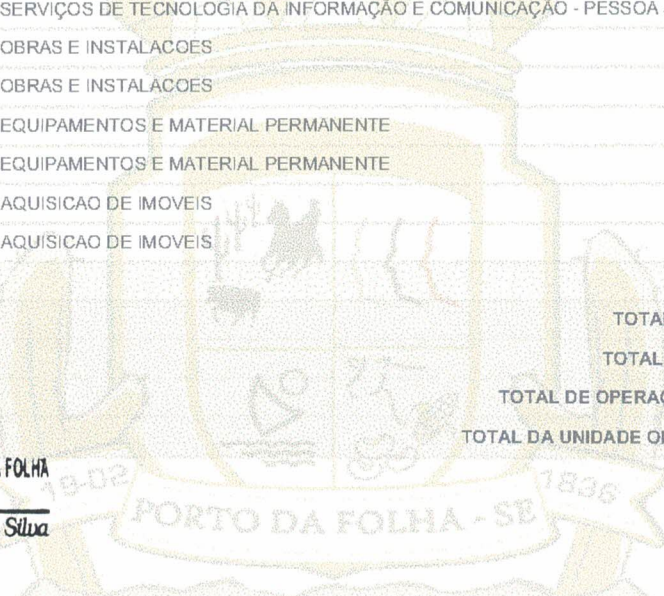 SERVIÇOS DE TECNOLOGIA DA INFORMAÇÃO E COMUNICAÇÃO - PESSOA
OBRAS E INSTALACOES
OBRAS E INSTALACOES
EQUIPAMENTOS E MATERIAL PERMANENTE
EQUIPAMENTOS E MATERIAL PERMANENTE
AQUISICAO DE IMOVEIS
AQUISICAO DE IMOVEIS
TOTAL
TOTAL
TOTAL DE OPERAÇ
TOTAL DA UNIDADE
FOLHA
Silva
19-02
1836
PORTO DA FOLHA - SE